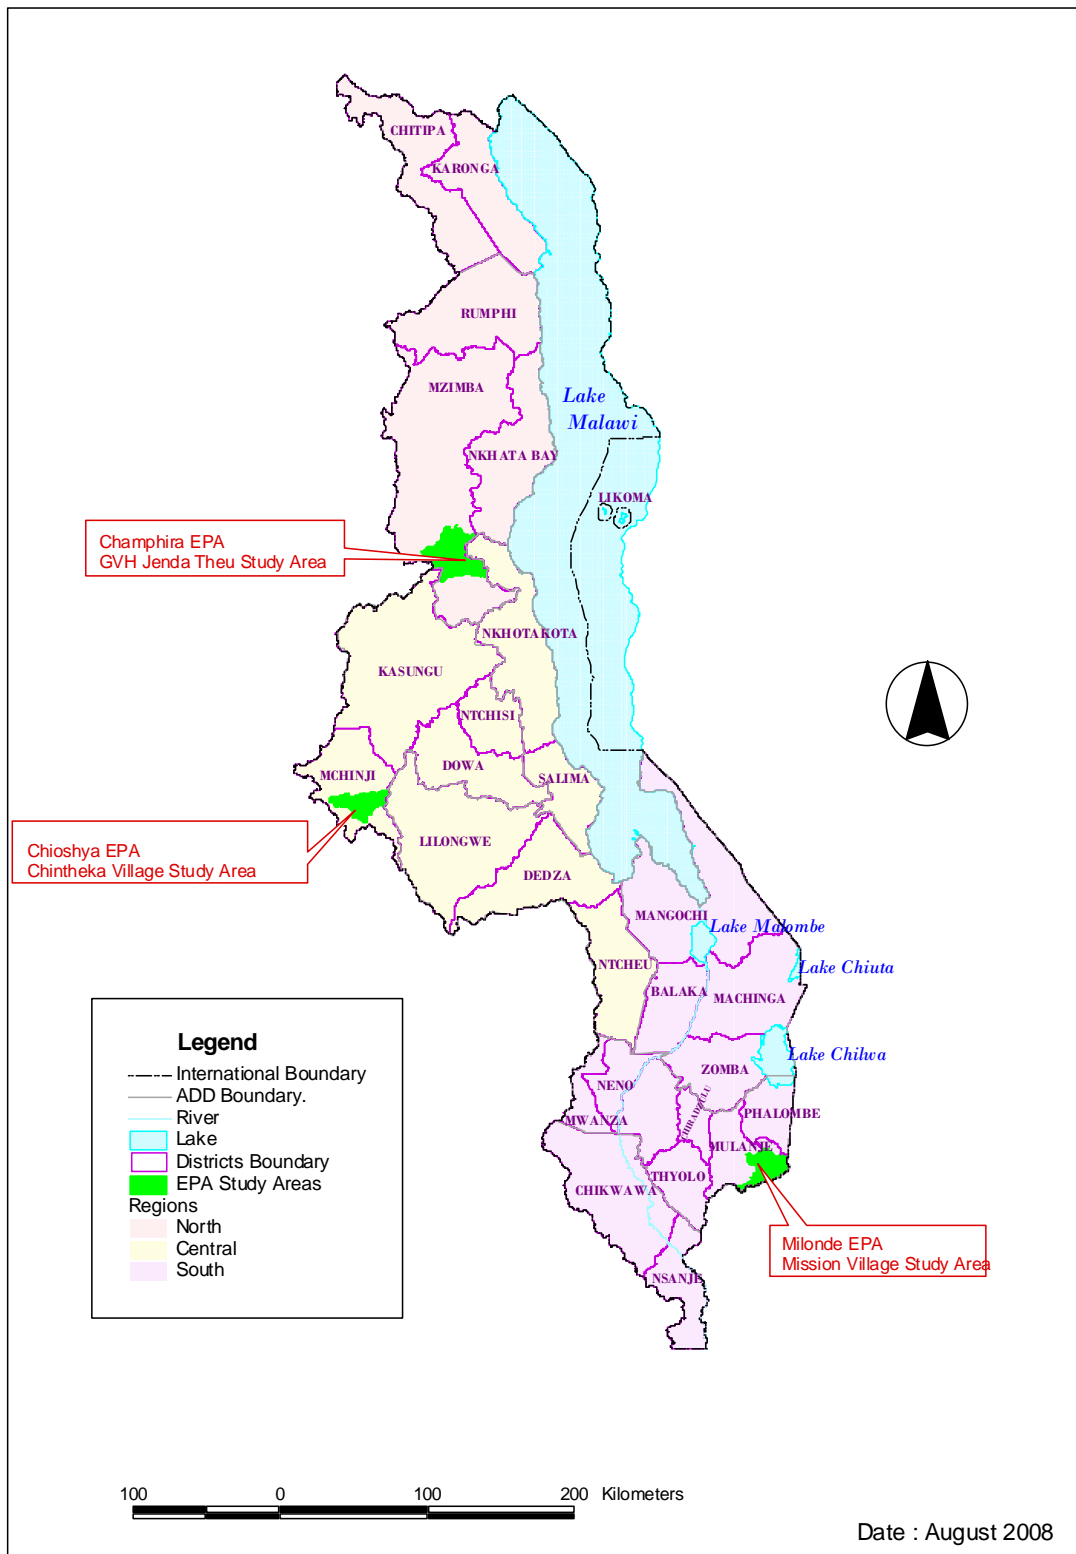 CHITIPA
KARONGA
RUMPHI
MZIMBA
Lake
Malawi
NKHATA BAY
LIKOMA
Champhira EPA
GVH Jenda Theu Study Area
NKHOTAKOTA
KASUNGU
NTCHISI
DOWA
SALIMA
MCHINJI
Chioshya EPA
Chintheka Village Study Area
LILONGWE
DEDZA
MANGOCHI
Lake Malombe
NTCHEU
Lake Chiuta
BALAKA
MACHINGA
Lake Chilwa
ZOMBA
NENO
CHIRADZULU
PHALOMBE
MWANZA
MULANJE
THYOLO
CHIKWAWA
Milonde EPA
Mission Village Study Area
NSANJE
Legend
International Boundary
ADD Boundary.
River
Lake
Districts Boundary
EPA Study Areas
Regions
North
Central
South
100 0 100 200 Kilometers
Date : August 2008